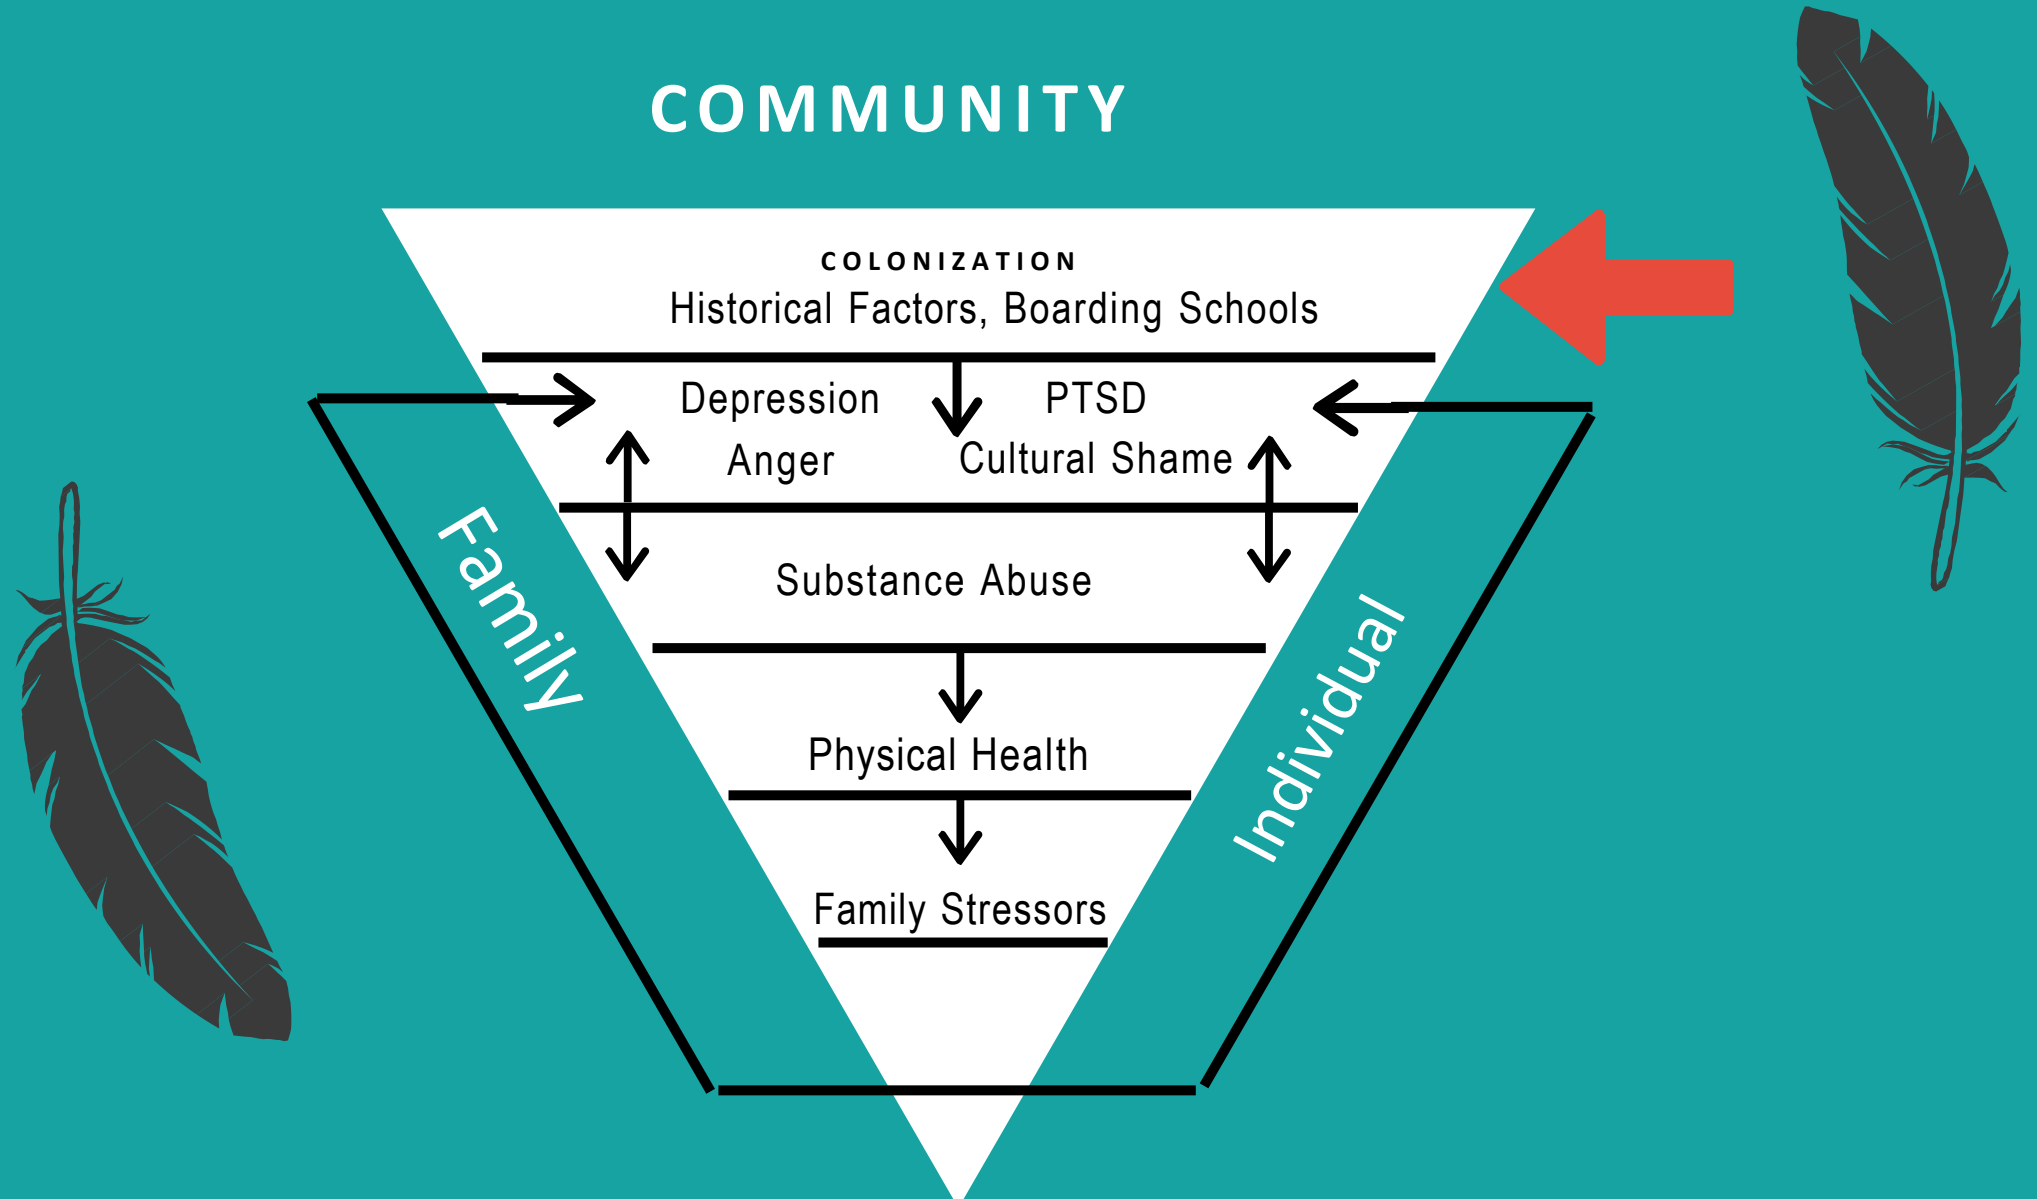 COMMUNITY
COLONIZATION
Historical Factors, Boarding Schools
Depression PTSD
Anger Cultural Shame
Substance Abuse
Physical Health
Family Stressors
Family
Individual